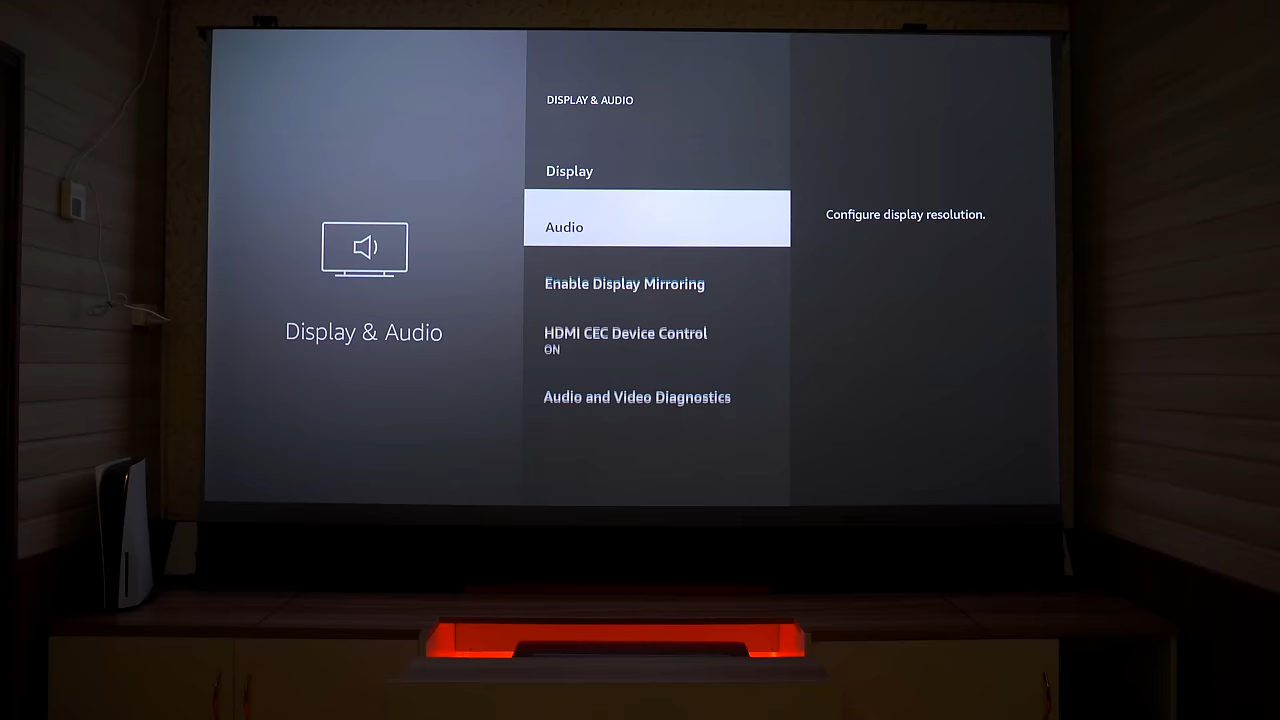 DISPLAY & AUDIO
Display
Audio
Enable Display Mirroring
HDMI CEC Device Control
ON
Audio and Video Diagnostics
Configure display resolution.
Display & Audio